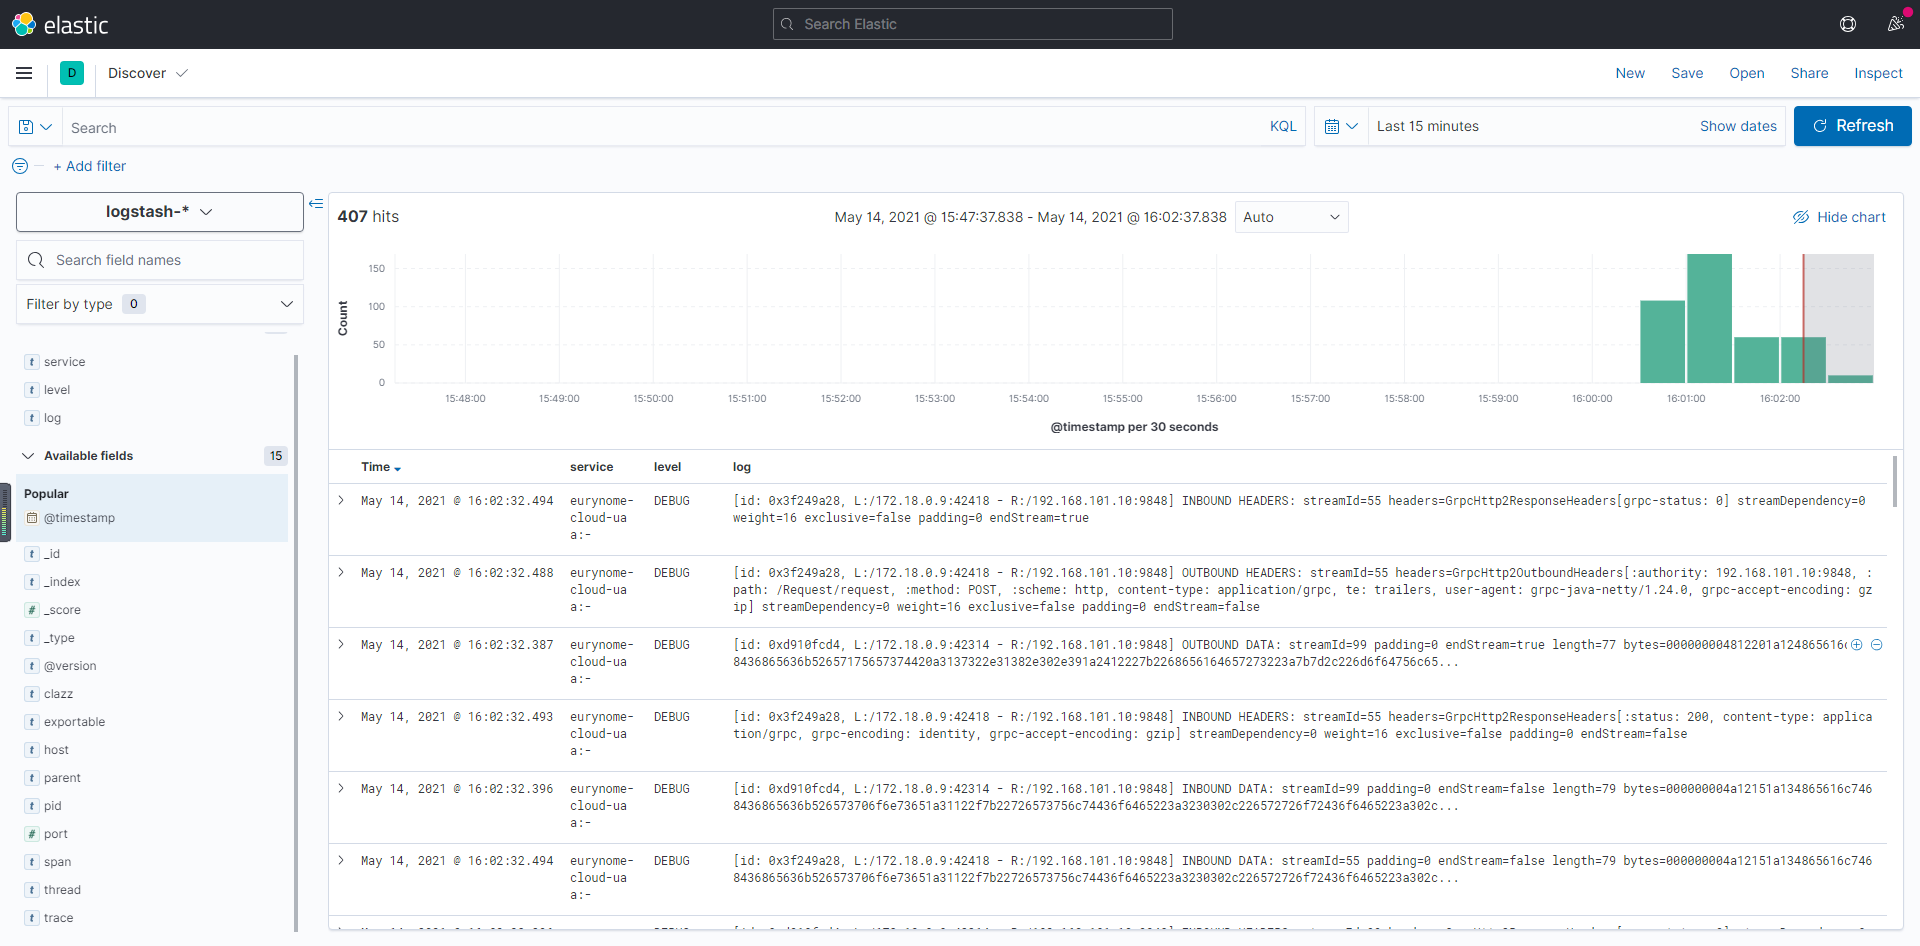 elastic
Search Elastic
D
Discover
New
Save
Open
Share
Inspect
Search
KQL
Last 15 minutes
Show dates
Refresh
+ Add filter
logstash-*
Search field names
Filter by type 0
t service
t level
t log
Available fields 15
Popular
@timestamp
t _id
t _index
# _score
t _type
t @version
t clazz
t exportable
t host
t parent
t pid
# port
t span
t thread
t trace
407 hits
May 14, 2021 @ 15:47:37.838 - May 14, 2021 @ 16:02:37.838
Auto
Hide chart
Count
150
100
50
0
15:48:00 15:49:00 15:50:00 15:51:00 15:52:00 15:53:00 15:54:00 15:55:00 15:56:00 15:57:00 15:58:00 15:59:00 16:00:00 16:01:00 16:02:00
@timestamp per 30 seconds
Time service level log
May 14, 2021 @ 16:02:32.494
eurynome-
cloud-ua
a:-
DEBUG
[id: 0x3f249a28, L:/172.18.0.9:42418 - R:/192.168.101.10:9848] INBOUND HEADERS: streamId=55 headers=GrpcHttp2ResponseHeaders[grpc-status: 0] streamDependency=0
weight=16 exclusive=false padding=0 endStream=true
May 14, 2021 @ 16:02:32.488
eurynome-
cloud-ua
a:-
DEBUG
[id: 0x3f249a28, L:/172.18.0.9:42418 - R:/192.168.101.10:9848] OUTBOUND HEADERS: streamId=55 headers=GrpcHttp2OutboundHeaders[:authority: 192.168.101.10:9848, :
path: /Request/request, :method: POST, :scheme: http, content-type: application/grpc, te: trailers, user-agent: grpc-java-netty/1.24.0, grpc-accept-encoding: gz
ip] streamDependency=0 weight=16 exclusive=false padding=0 endStream=false
May 14, 2021 @ 16:02:32.387
eurynome-
cloud-ua
a:-
DEBUG
[id: 0xd910fcd4, L:/172.18.0.9:42314 - R:/192.168.101.10:9848] OUTBOUND DATA: streamId=99 padding=0 endStream=true length=77 bytes=000000004812201a124865616c
8436865636b52657175657374420a3137322e31382e302e391a2412227b2268656164657273223a7b7d2c226d6f64756c65...
May 14, 2021 @ 16:02:32.493
eurynome-
cloud-ua
a:-
DEBUG
[id: 0x3f249a28, L:/172.18.0.9:42418 - R:/192.168.101.10:9848] INBOUND HEADERS: streamId=55 headers=GrpcHttp2ResponseHeaders[:status: 200, content-type: applica
tion/grpc, grpc-encoding: identity, grpc-accept-encoding: gzip] streamDependency=0 weight=16 exclusive=false padding=0 endStream=false
May 14, 2021 @ 16:02:32.396
eurynome-
cloud-ua
a:-
DEBUG
[id: 0xd910fcd4, L:/172.18.0.9:42314 - R:/192.168.101.10:9848] INBOUND DATA: streamId=99 padding=0 endStream=false length=79 bytes=000000004a12151a134865616c746
8436865636b526573706f6e73651a31122f7b22726573756c74436f6465223a3230302c226572726f72436f6465223a302c...
May 14, 2021 @ 16:02:32.494
eurynome-
cloud-ua
a:-
DEBUG
[id: 0x3f249a28, L:/172.18.0.9:42418 - R:/192.168.101.10:9848] INBOUND DATA: streamId=55 padding=0 endStream=false length=79 bytes=000000004a12151a134865616c746
8436865636b526573706f6e73651a31122f7b22726573756c74436f6465223a3230302c226572726f72436f6465223a302c...